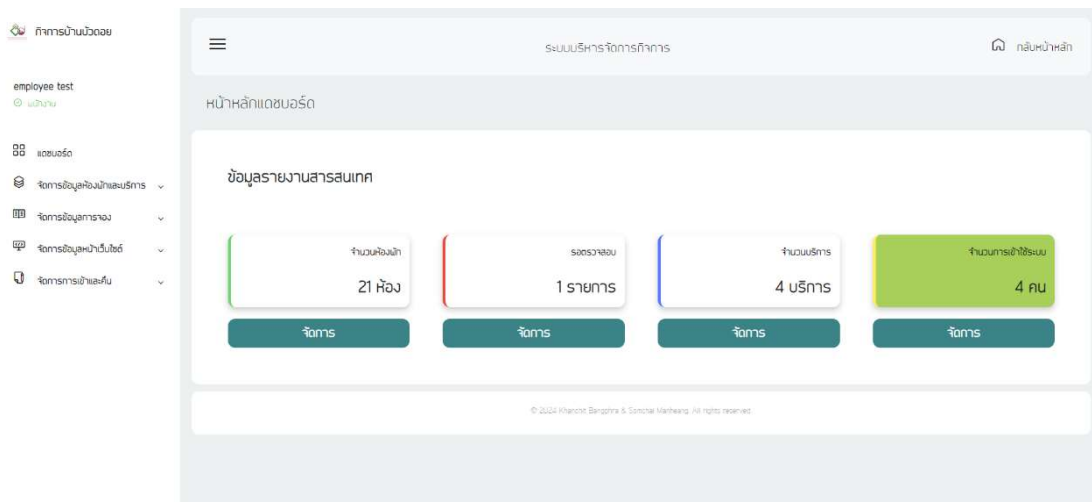 กิจการบ้านบัวดอย
employee test
พนักงาน
แดชบอร์ด
จัดการข้อมูลห้องพักและบริการ
จัดการข้อมูลการจอง
จัดการข้อมูลหน้าเว็บไซต์
จัดการการเข้าและคืน
ระบบบริหารจัดการกิจการ
กลับหน้าหลัก
หน้าหลักแดชบอร์ด
ข้อมูลรายงานสารสนเทศ
จำนวนห้องพัก
21 ห้อง
จัดการ
รอตรวจสอบ
1 รายการ
จัดการ
จำนวนบริการ
4 บริการ
จัดการ
จำนวนการเข้าใช้ระบบ
4 คน
จัดการ
© 2024 Khanchit Bangphra & Somchai Manheang. All rights reserved.